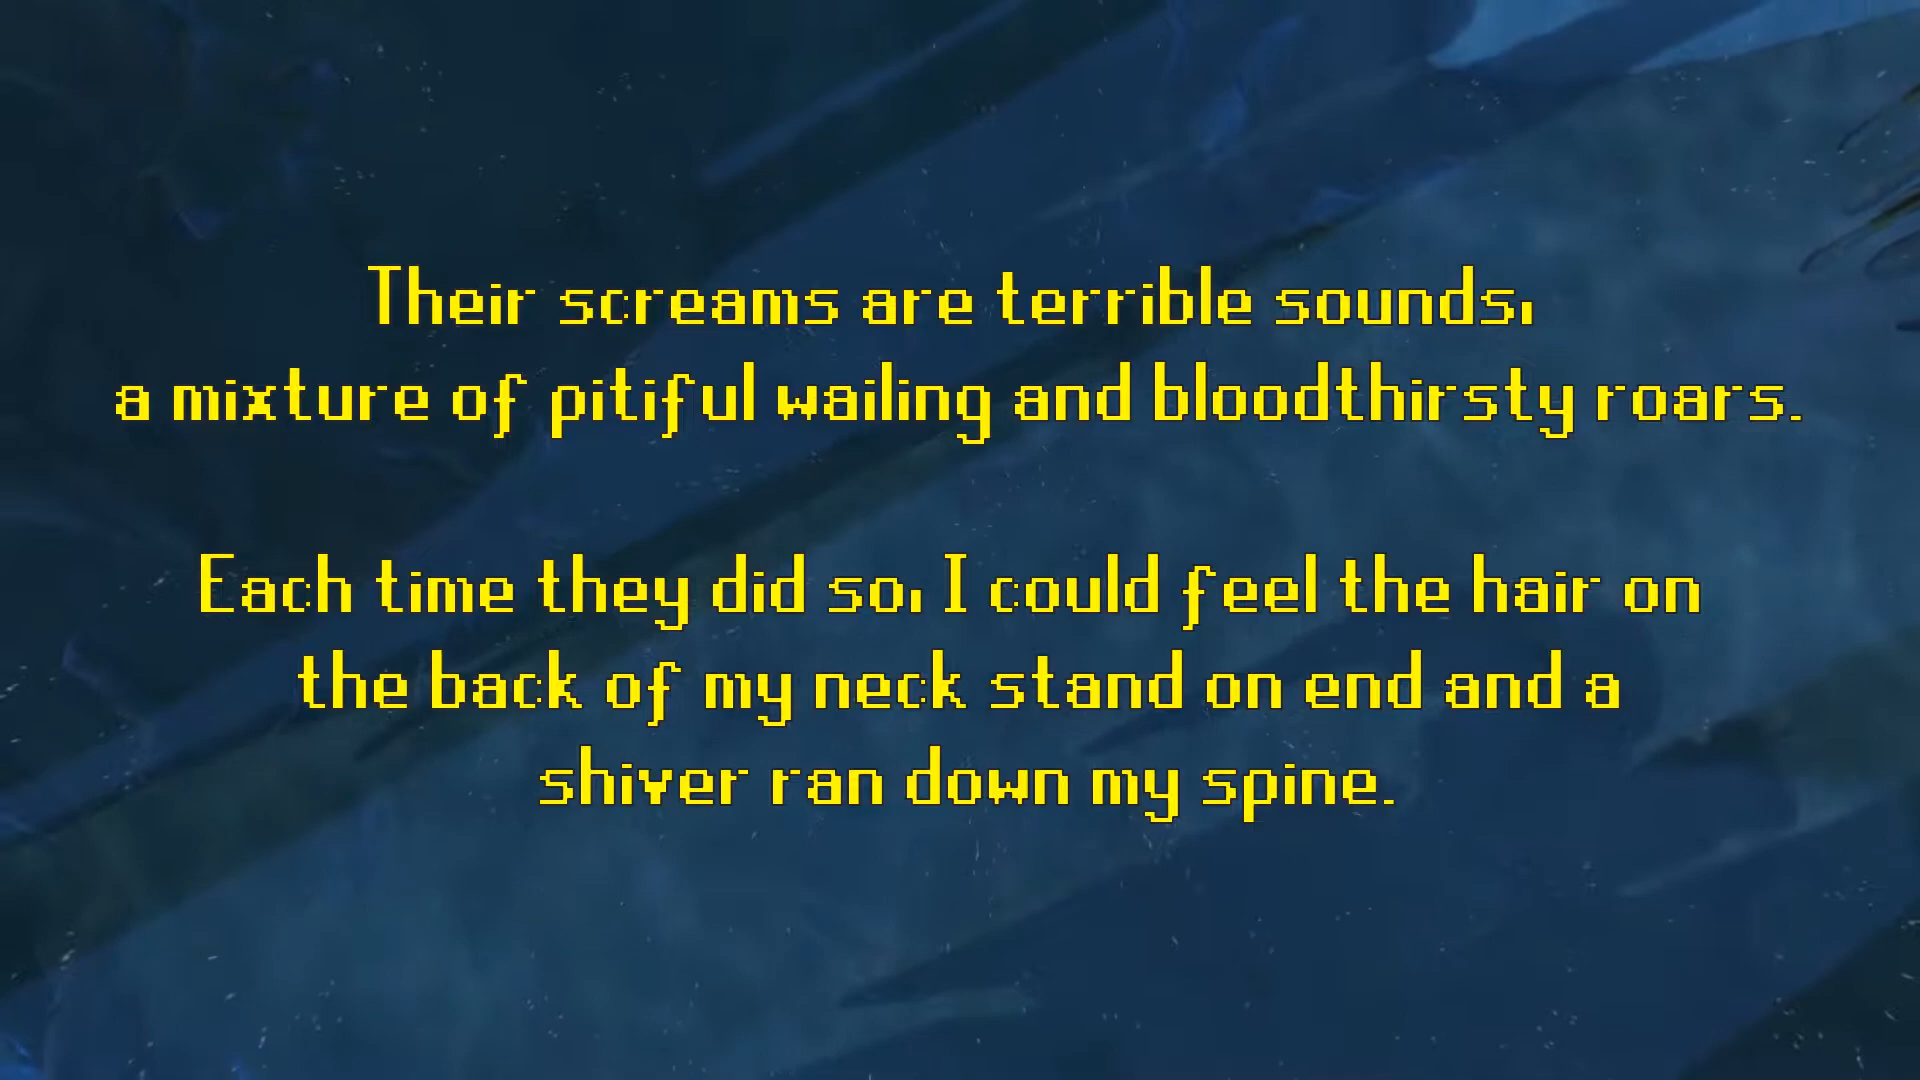 Their screams are terrible sounds,
a mixture of pitiful wailing and bloodthirsty roars.
Each time they did so, I could feel the hair on
the back of my neck stand on end and a
shiver ran down my spine.